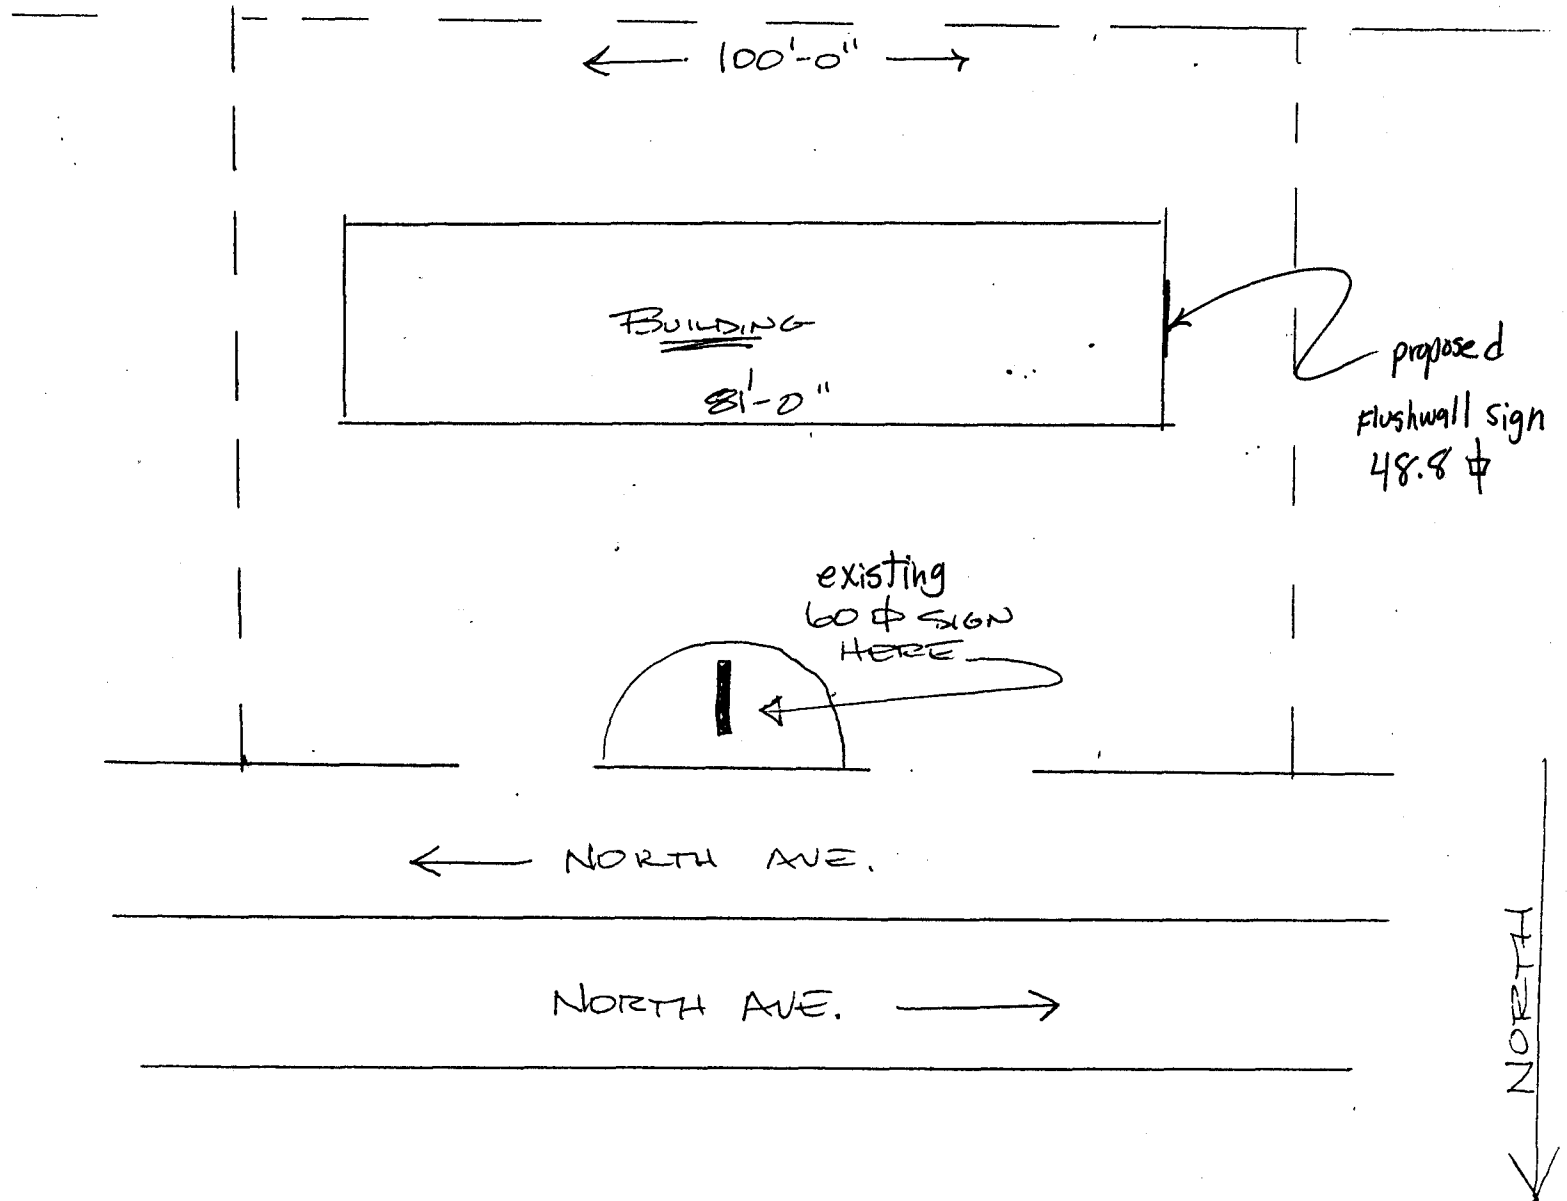 ← 100'-0" →
BUILDING
81'-0"
proposed
Flushwall sign
48.8 ⏍
existing
60 ⏍ SIGN
HERE
← NORTH AVE.
NORTH AVE. →
NORTH